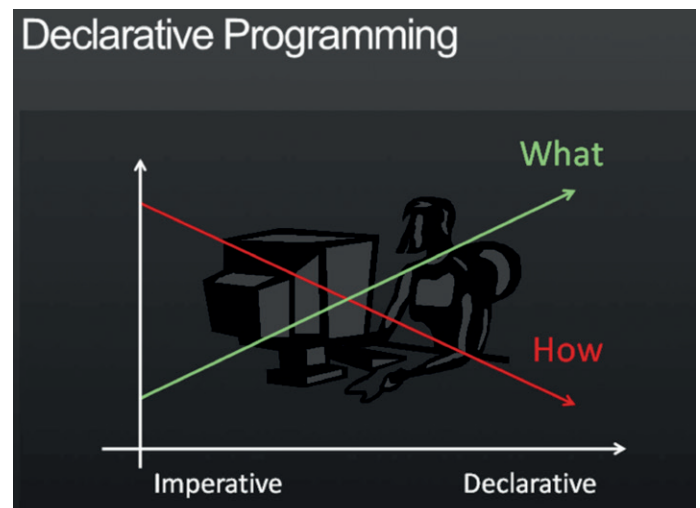 Declarative Programming
What
How
Imperative
Declarative